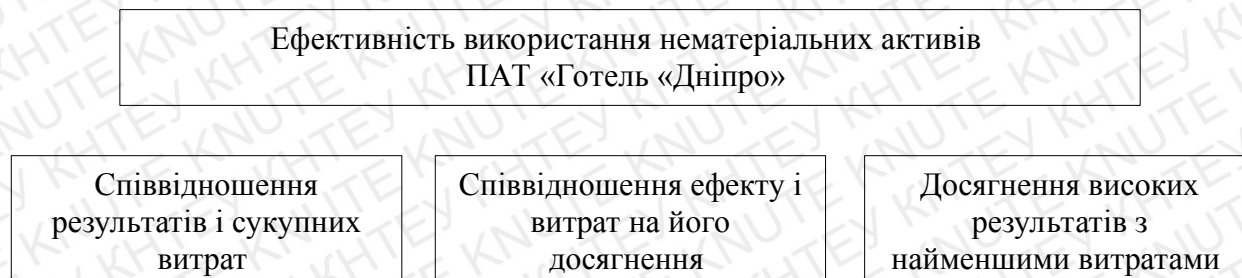 Ефективність використання нематеріальних активів
ПАТ «Готель «Дніпро»
Співвідношення
результатів і сукупних
витрат
Співвідношення ефекту і
витрат на його
досягнення
Досягнення високих
результатів з
найменшими витратами